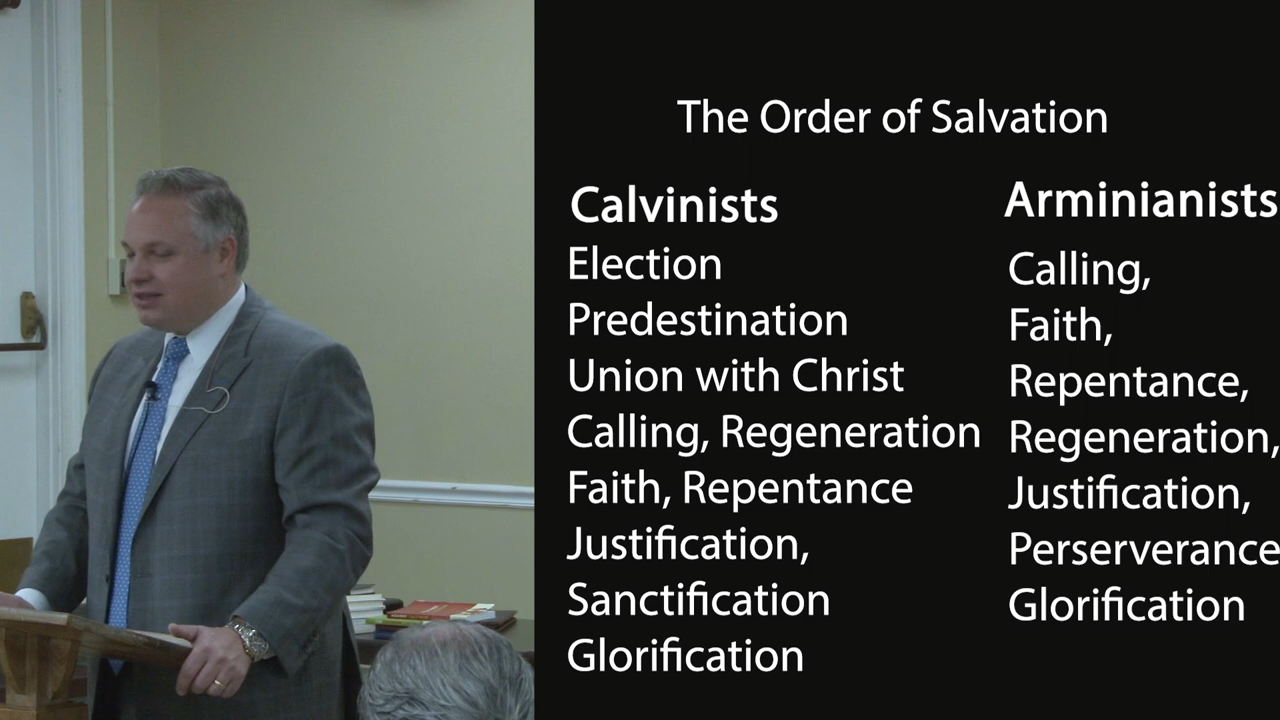 The Order of Salvation
Calvinists
Election
Predestination
Union with Christ
Calling, Regeneration
Faith, Repentance
Justification,
Sanctification
Glorification
Arminianists
Calling,
Faith,
Repentance,
Regeneration,
Justification,
Perserverance
Glorification